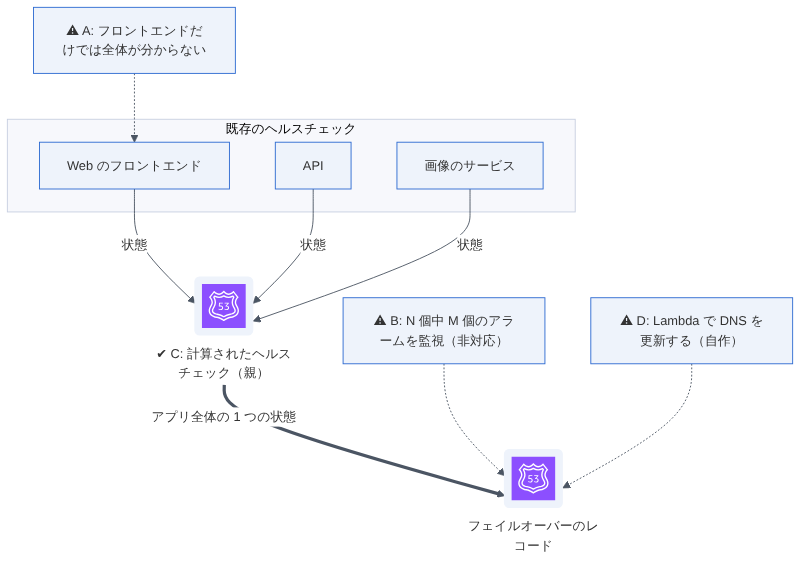 ⚠ A: フロントエンドだ
けでは全体が分からない
既存のヘルスチェック
Web のフロントエンド
API
画像のサービス
状態
状態
状態
53
✔ C: 計算されたヘルス
チェック（親）
⚠ B: N 個中 M 個のアラ
ームを監視（非対応）
⚠ D: Lambda で DNS を
更新する（自作）
アプリ全体の 1 つの状態
53
フェイルオーバーのレ
コード